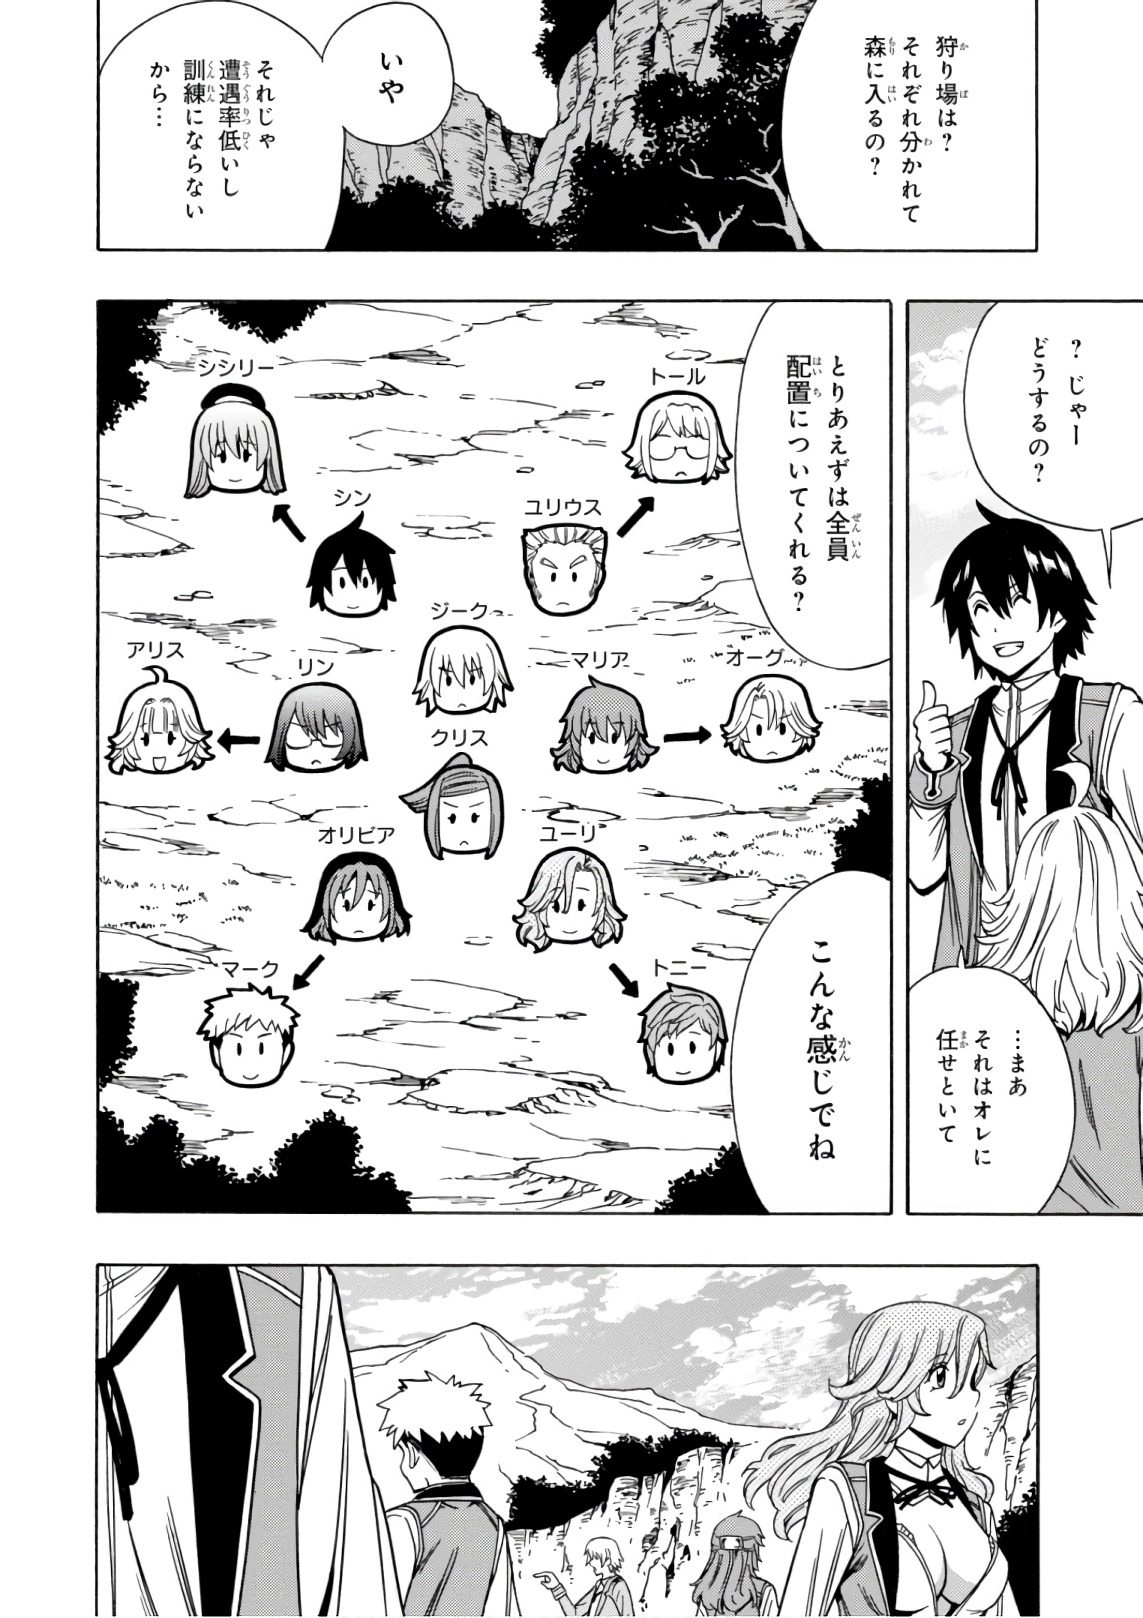 狩り場は？
それぞれ分かれて
森に入るの？
いや
それじゃ
遭遇率低いし
訓練にならない
から…
？じゃー
どうするの？
…まあ
それはオレに
任せといて
とりあえずは全員
配置についてくれる？
こんな感じでね
シシリー
トール
シン
ユリウス
ジーク
アリス
リン
マリア
オーグ
クリス
オリビア
ユーリ
マーク
トニー